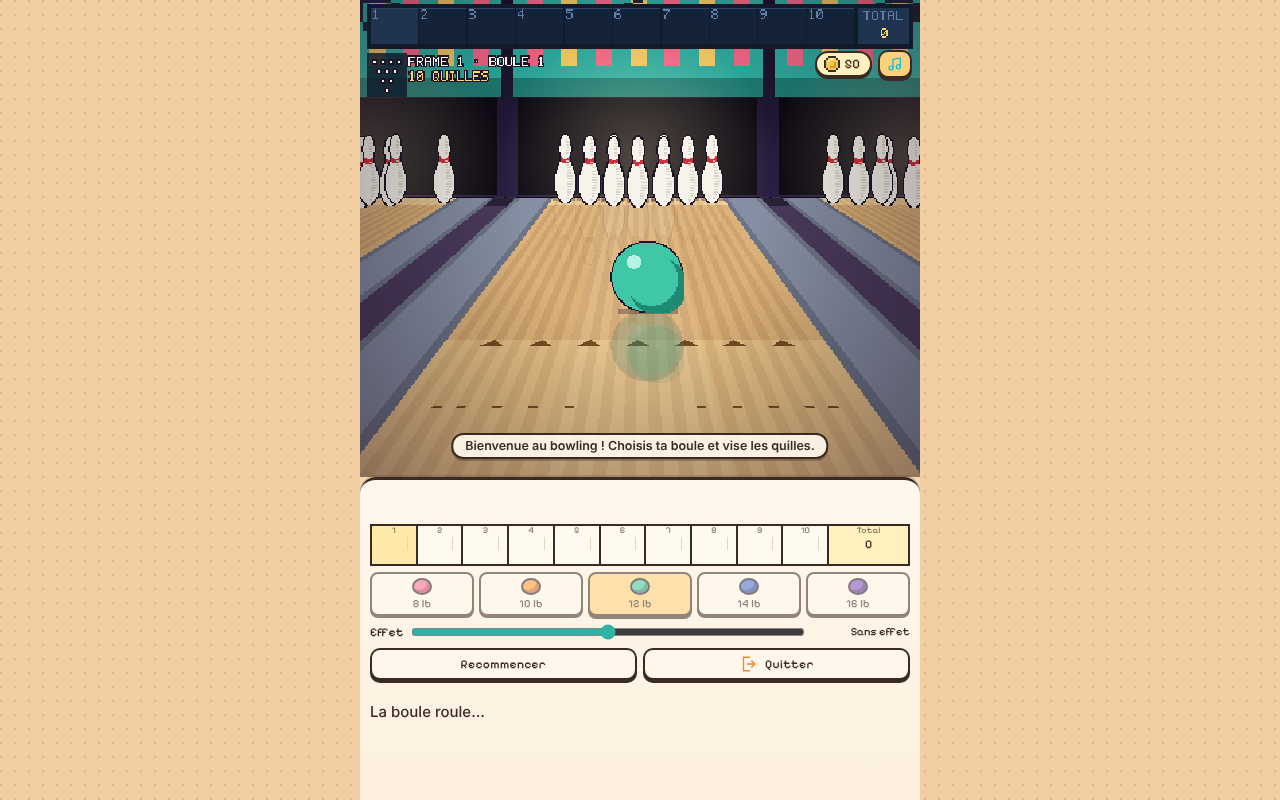 1 2 3 4 5 6 7 8 9 10 TOTAL
0
FRAME 1 · BOULE 1
10 QUILLES
50
Bienvenue au bowling ! Choisis ta boule et vise les quilles.
1 2 3 4 5 6 7 8 9 10 Total
0
8 lb 10 lb 12 lb 14 lb 16 lb
Effet Sans effet
Recommencer Quitter
La boule roule...